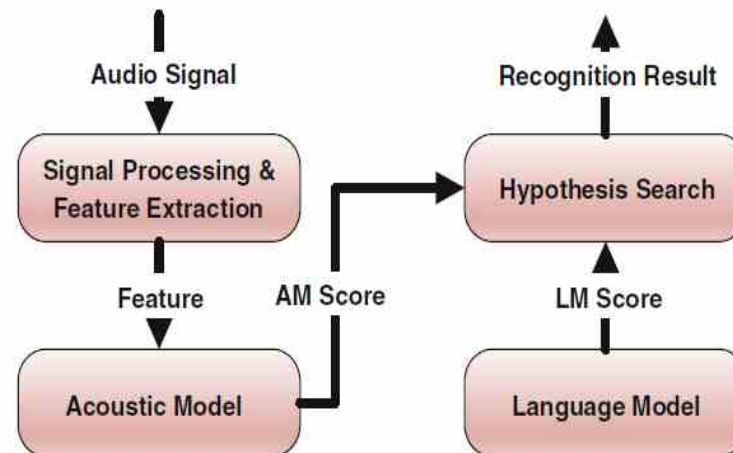 Audio Signal
Signal Processing &
Feature Extraction
Feature
Acoustic Model
AM Score
Recognition Result
Hypothesis Search
LM Score
Language Model